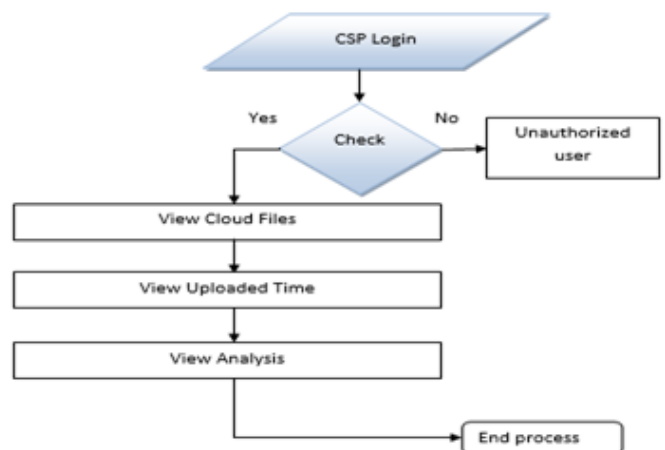 CSP Login
Yes
Check
No
Unauthorized
user
View Cloud Files
View Uploaded Time
View Analysis
End process